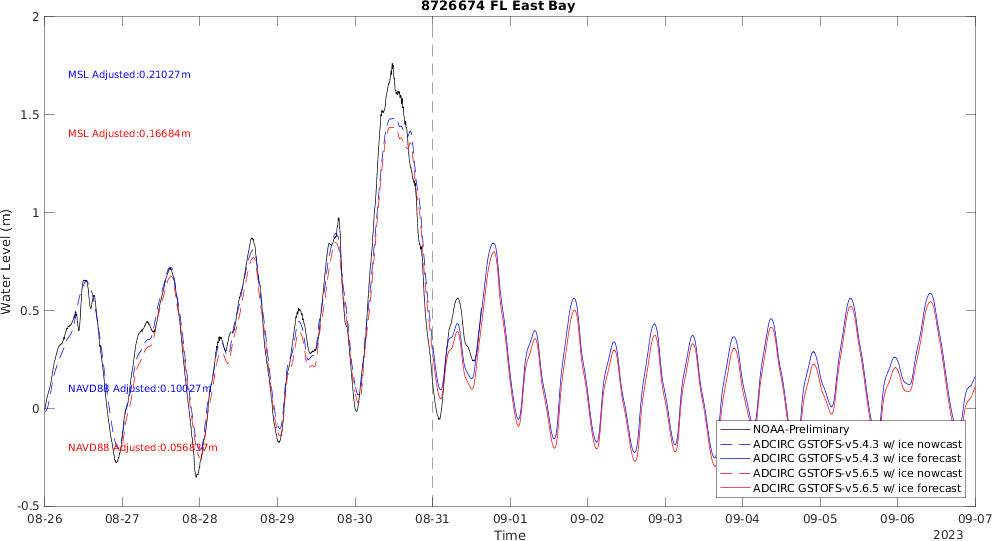 8726674 FL East Bay
2
1.5
1
0.5
0
-0.5
Water Level (m)
MSL Adjusted:0.21027m
MSL Adjusted:0.16684m
NAVD88 Adjusted:0.10027m
NAVD88 Adjusted:0.056837m
NOAA-Preliminary
ADCIRC GSTOFS-v5.4.3 w/ ice nowcast
ADCIRC GSTOFS-v5.4.3 w/ ice forecast
ADCIRC GSTOFS-v5.6.5 w/ ice nowcast
ADCIRC GSTOFS-v5.6.5 w/ ice forecast
08-26 08-27 08-28 08-29 08-30 08-31 09-01 09-02 09-03 09-04 09-05 09-06 09-07
Time
2023